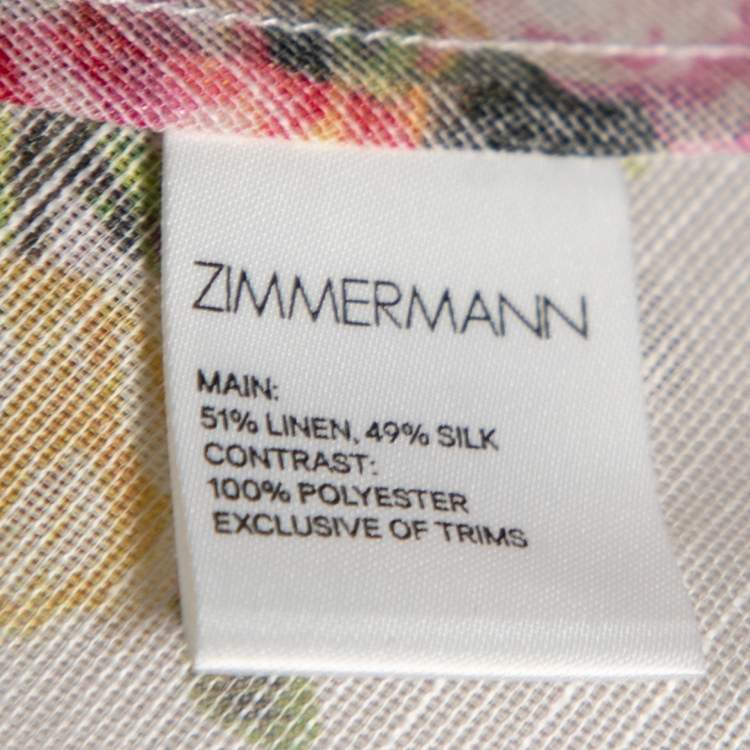 ZIMMERMANN
MAIN:
51% LINEN, 49% SILK
CONTRAST:
100% POLYESTER
EXCLUSIVE OF TRIMS